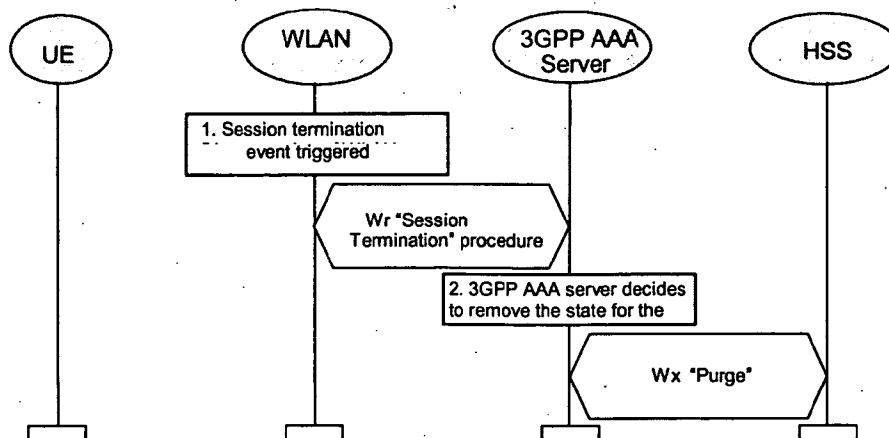 UE
WLAN
3GPP AAA
Server
HSS
1. Session termination
event triggered
Wr "Session
Termination" procedure
2. 3GPP AAA server decides
to remove the state for the
Wx "Purge"